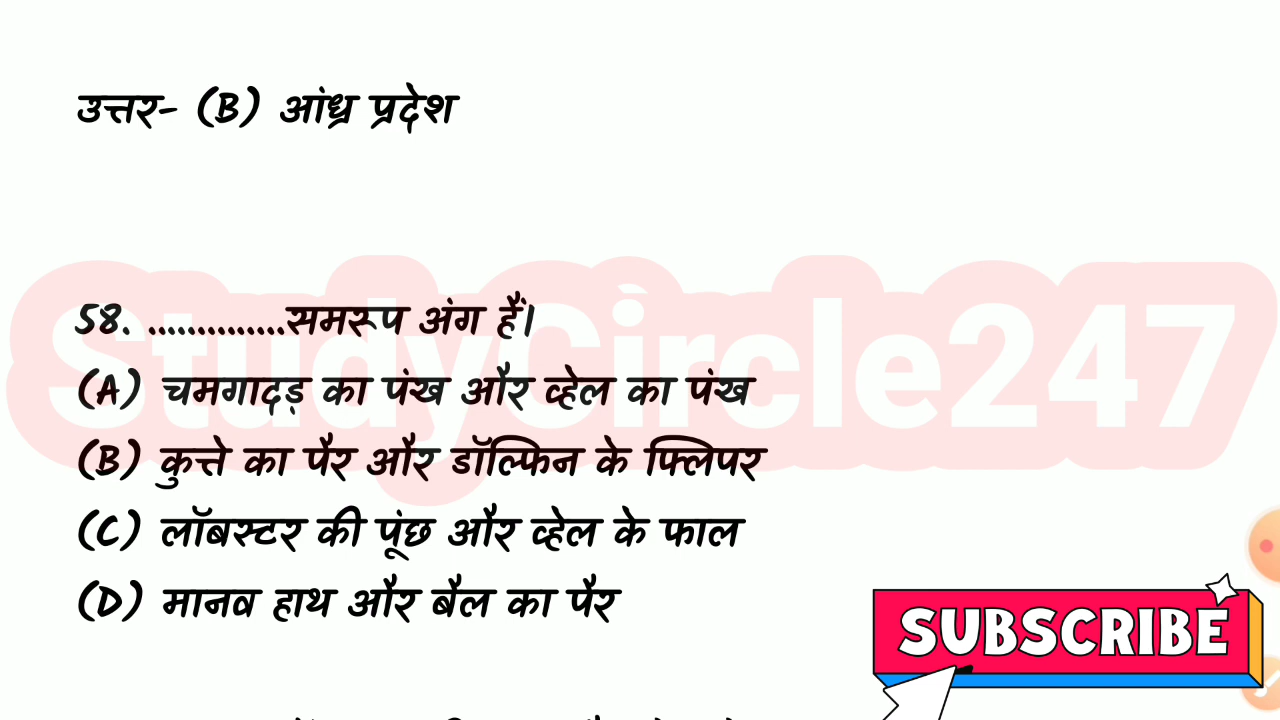 उत्तर- (B) आंध्र प्रदेश
StudyCircle247
58. ..............समरूप अंग हैं।
(A) चमगादड़ का पंख और व्हेल का पंख
(B) कुत्ते का पैर और डॉल्फिन के फ्लिपर
(C) लॉबस्टर की पूंछ और व्हेल के फाल
(D) मानव हाथ और बैल का पैर
SUBSCRIBE